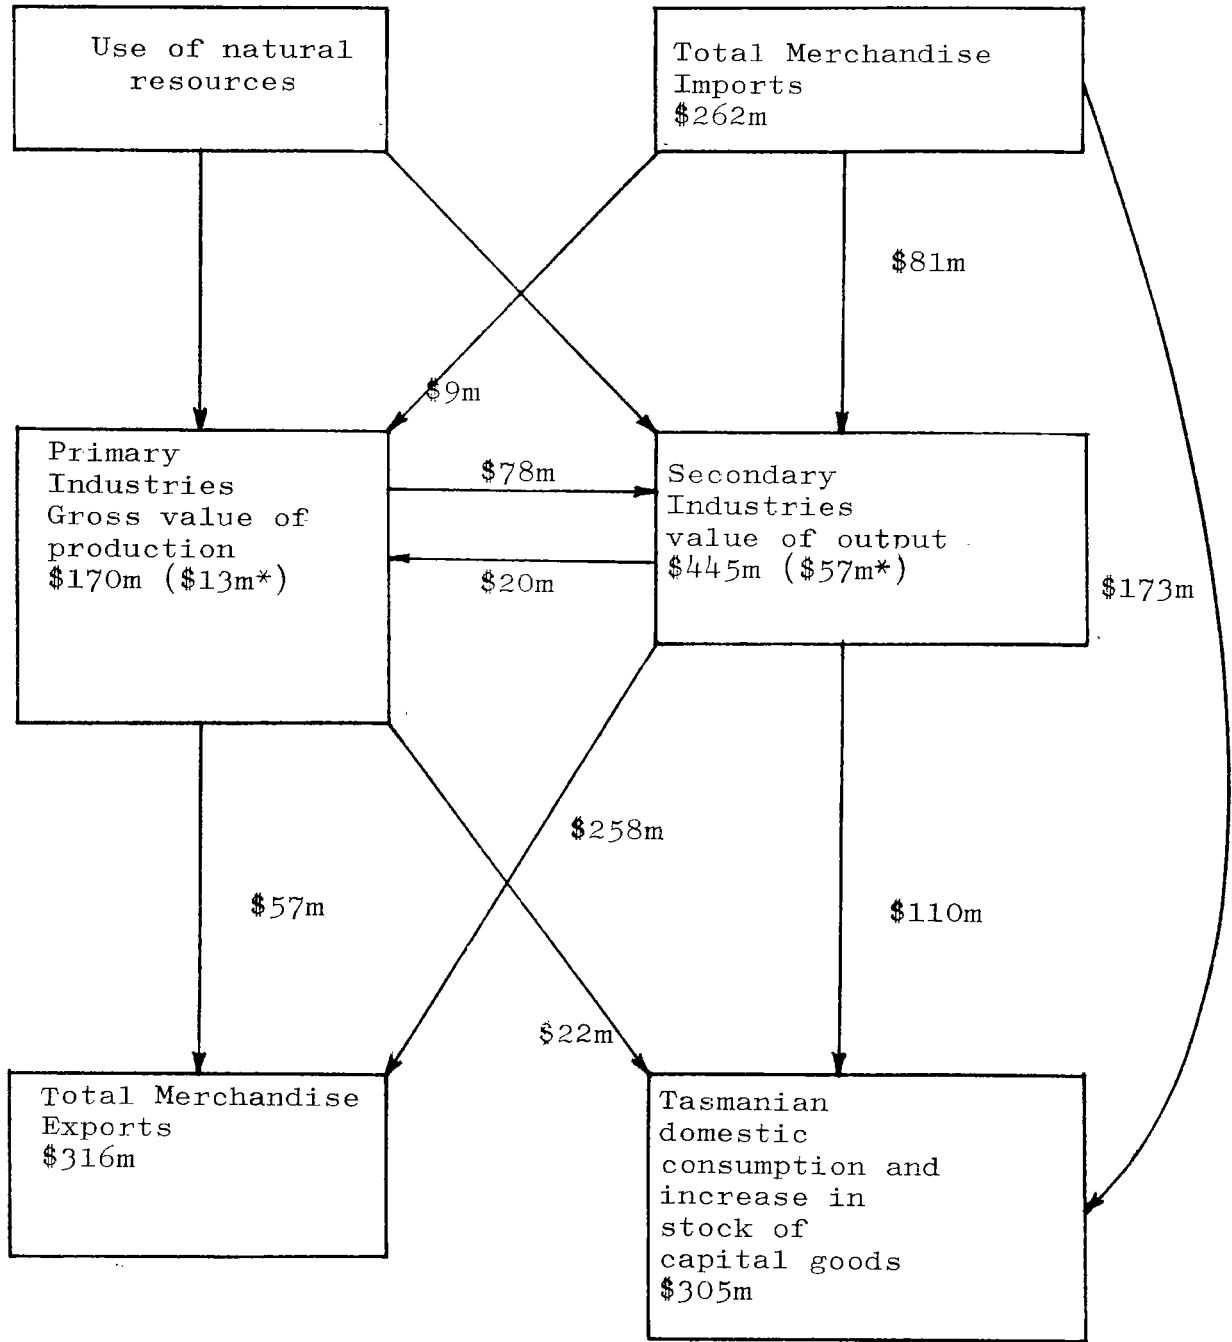 Use of natural
resources
Total Merchandise
Imports
$262m
$81m
$9m
Primary
Industries
Gross value of
production
$170m ($13m*)
$78m
$20m
Secondary
Industries
value of output
$445m ($57m*)
$173m
$258m
$57m
$110m
$22m
Total Merchandise
Exports
$316m
Tasmanian
domestic
consumption and
increase in
stock of
capital goods
$305m